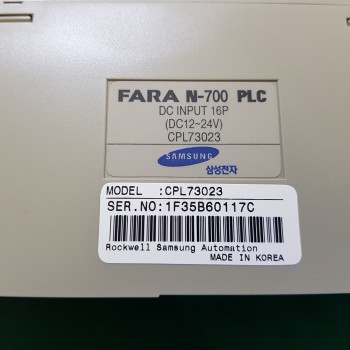 FARA N-700 PLC
DC INPUT 16P
(DC12~24V)
CPL73023
SAMSUNG
삼성전자
MODEL :CPL73023
SER.NO:1F35B60117C
Rockwell Samsung Automation
MADE IN KOREA